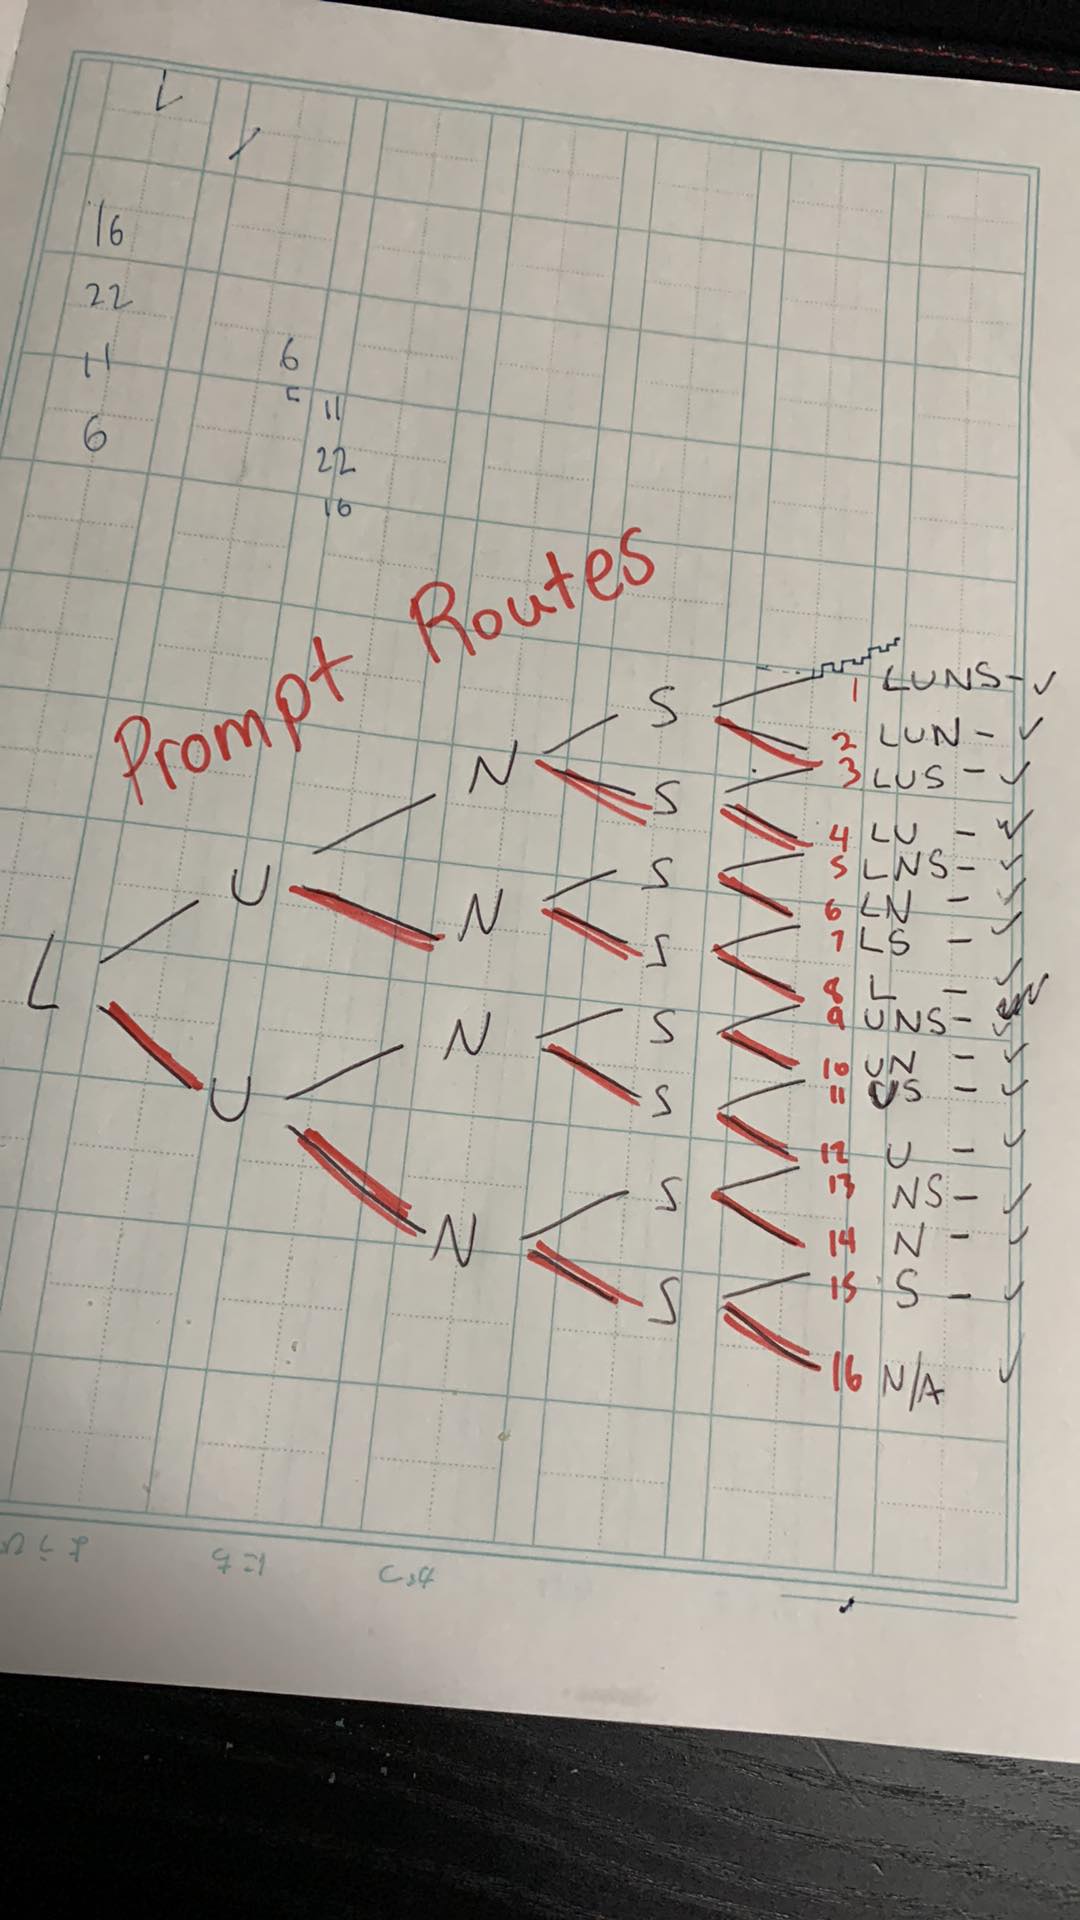 16
22
11
6
6
11
22
16
Prompt Routes
L
U
U
N
N
N
N
S
S
S
S
S
S
S
S
1 LUNS - ✓
2 LUN - ✓
3 LUS - ✓
4 LU - ✓
5 LNS - ✓
6 LN - ✓
7 LS - ✓
8 L - ✓
9 UNS - ✓
10 UN - ✓
11 US - ✓
12 U - ✓
13 NS - ✓
14 N - ✓
15 S - ✓
16 N/A ✓